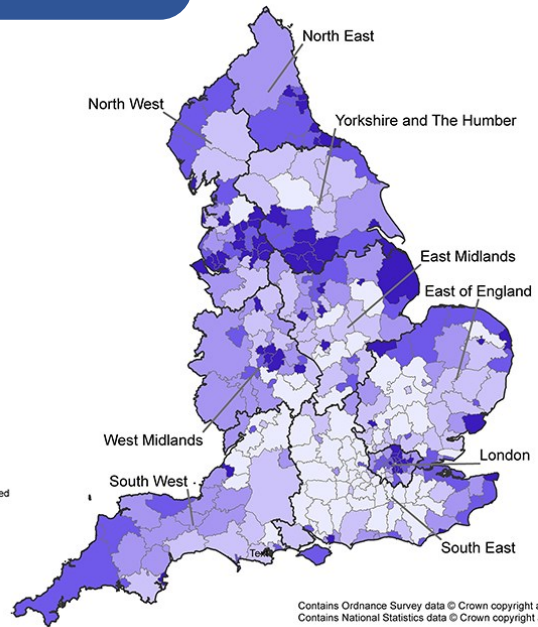 North East
North West
Yorkshire and The Humber
East Midlands
East of England
West Midlands
London
South West
ed
South East
Contains Ordnance Survey data © Crown copyright a
Contains National Statistics data © Crown copyright